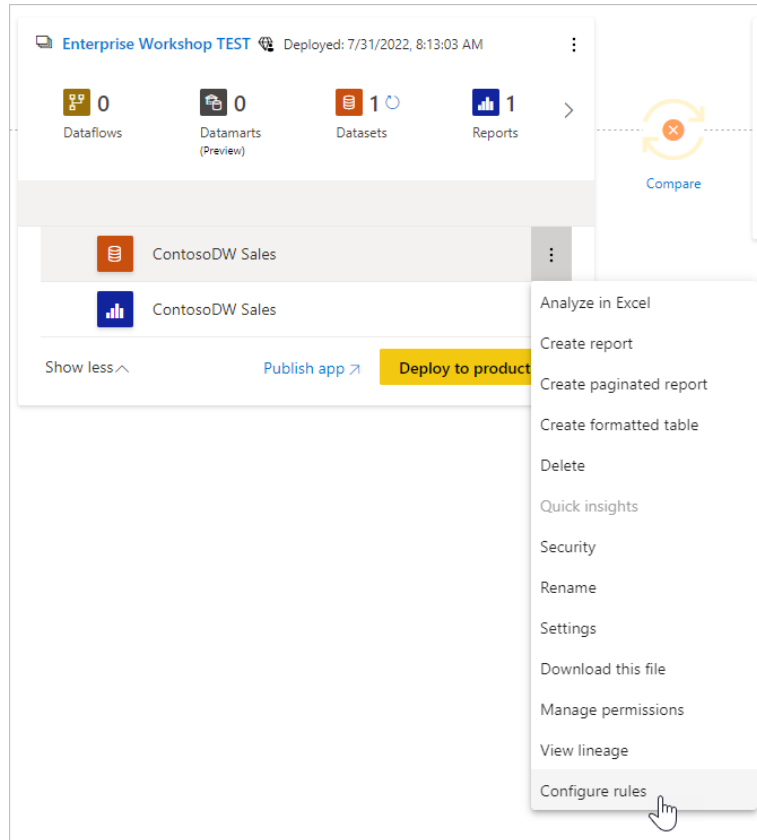 Enterprise Workshop TEST Deployed: 7/31/2022, 8:13:03 AM
0 0 1 1
Dataflows Datamarts Datasets Reports
(Preview)
Compare
ContosoDW Sales
ContosoDW Sales
Show less Publish app Deploy to product
Analyze in Excel
Create report
Create paginated report
Create formatted table
Delete
Quick insights
Security
Rename
Settings
Download this file
Manage permissions
View lineage
Configure rules